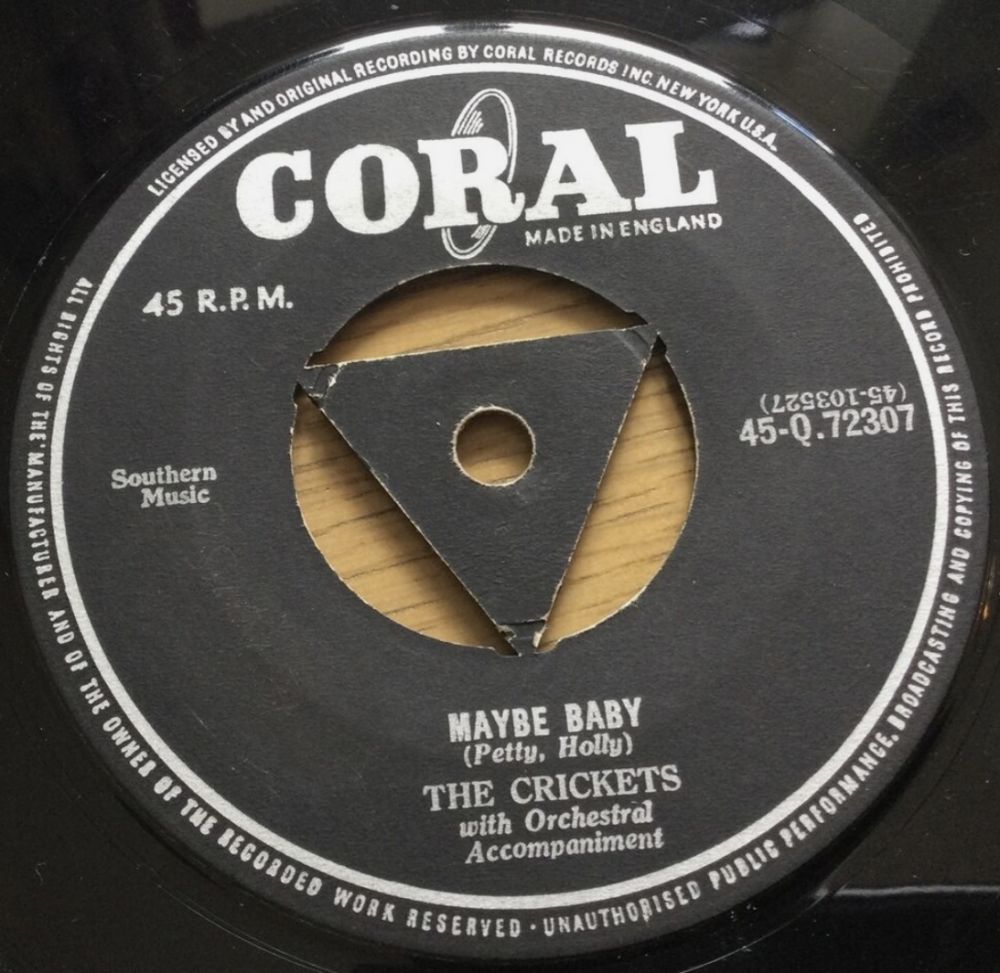 LICENSED BY AND ORIGINAL RECORDING BY CORAL RECORDS INC. NEW YORK U.S.A.
CORAL
MADE IN ENGLAND
45 R.P.M.
(45-103527)
45-Q.72307
Southern
Music
MAYBE BABY
(Petty, Holly)
THE CRICKETS
with Orchestral
Accompaniment
ALL RIGHTS OF THE MANUFACTURER AND OF THE OWNER OF THE RECORDED WORK RESERVED · UNAUTHORISED PUBLIC PERFORMANCE, BROADCASTING AND COPYING OF THIS RECORD PROHIBITED